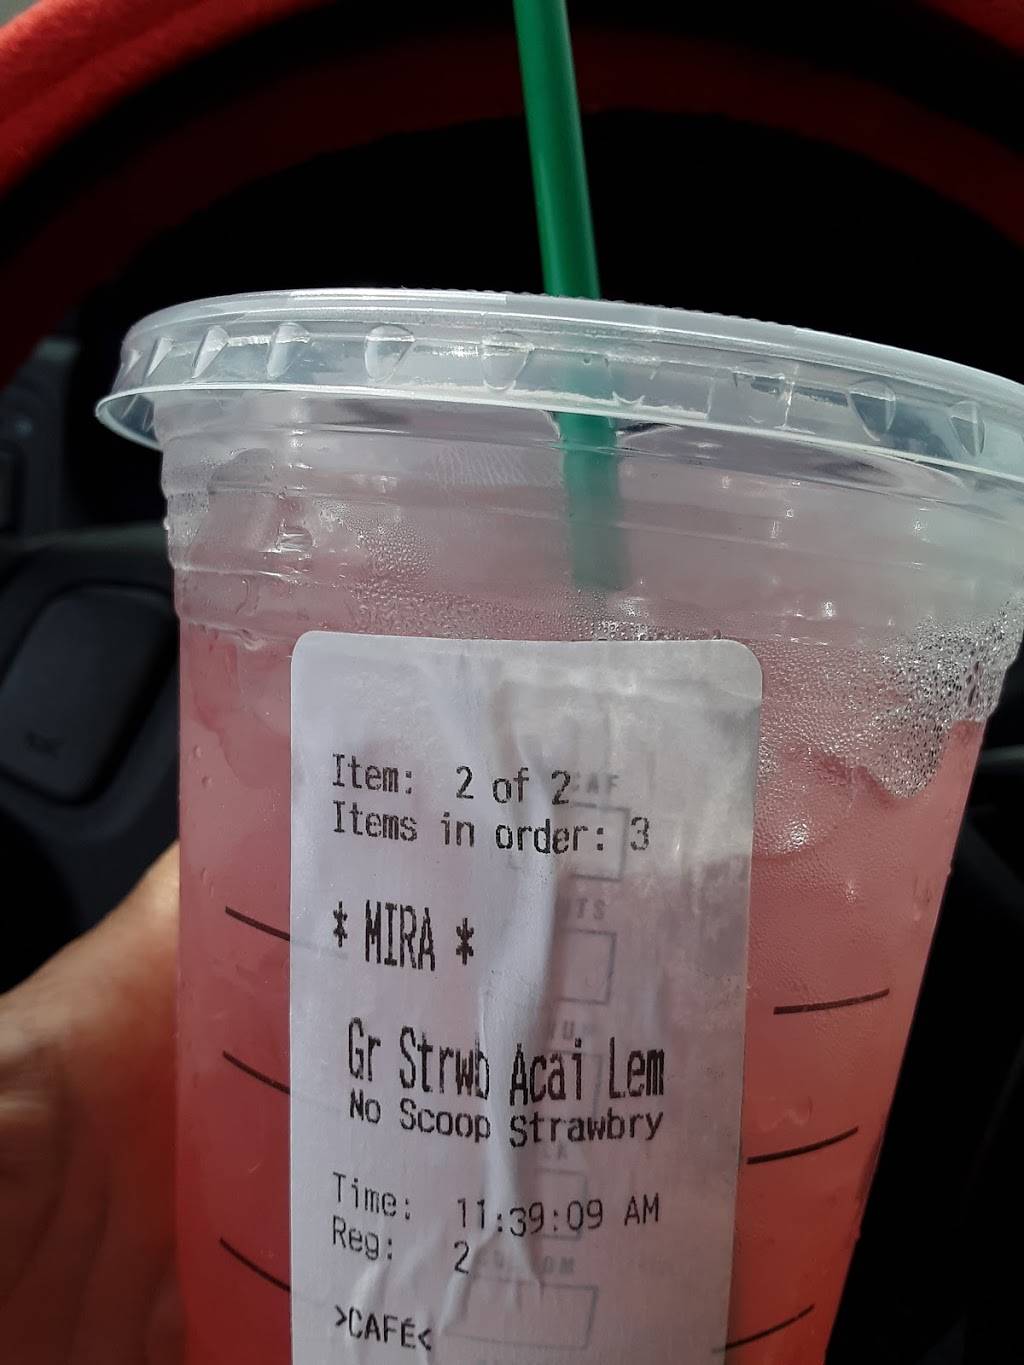 Item: 2 of 2
Items in order: 3
* MIRA *
Gr Strwb Acai Lem
No Scoop Strawbry
Time: 11:39:09 AM
Reg: 2
>CAFÉ<